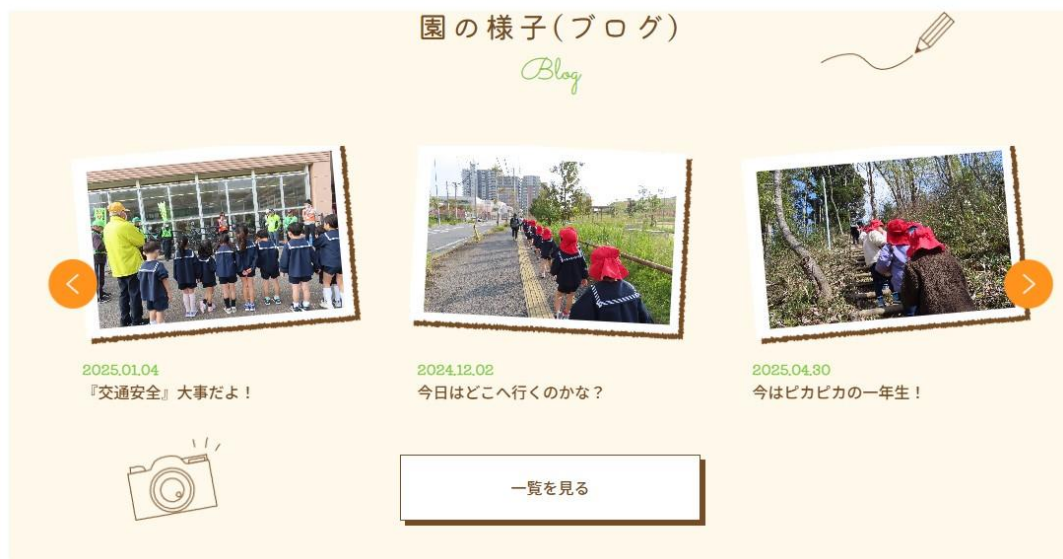 園の様子(ブログ)
Blog
2025.01.04
『交通安全』大事だよ！
2024.12.02
今日はどこへ行くのかな？
2025.04.30
今はピカピカの一年生！
一覧を見る